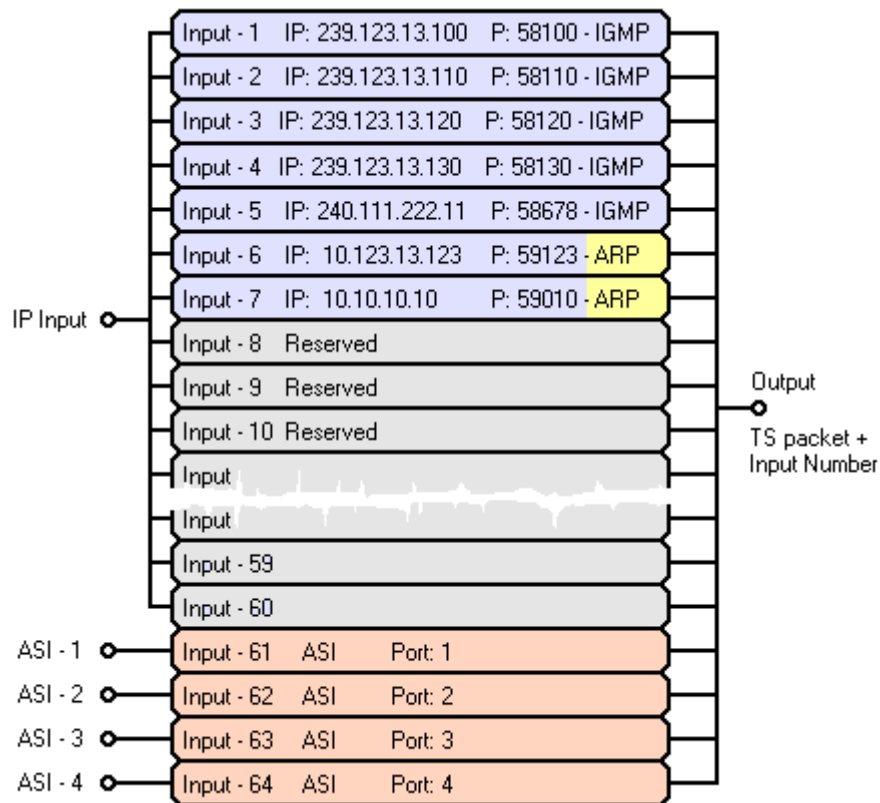 Input - 1 IP: 239.123.13.100 P: 58100 - IGMP
Input - 2 IP: 239.123.13.110 P: 58110 - IGMP
Input - 3 IP: 239.123.13.120 P: 58120 - IGMP
Input - 4 IP: 239.123.13.130 P: 58130 - IGMP
Input - 5 IP: 240.111.222.11 P: 58678 - IGMP
Input - 6 IP: 10.123.13.123 P: 59123 - ARP
Input - 7 IP: 10.10.10.10 P: 59010 - ARP
IP Input
Input - 8 Reserved
Input - 9 Reserved
Input - 10 Reserved
Input
Input
Input - 59
Input - 60
ASI - 1 Input - 61 ASI Port: 1
ASI - 2 Input - 62 ASI Port: 2
ASI - 3 Input - 63 ASI Port: 3
ASI - 4 Input - 64 ASI Port: 4
Output
TS packet +
Input Number